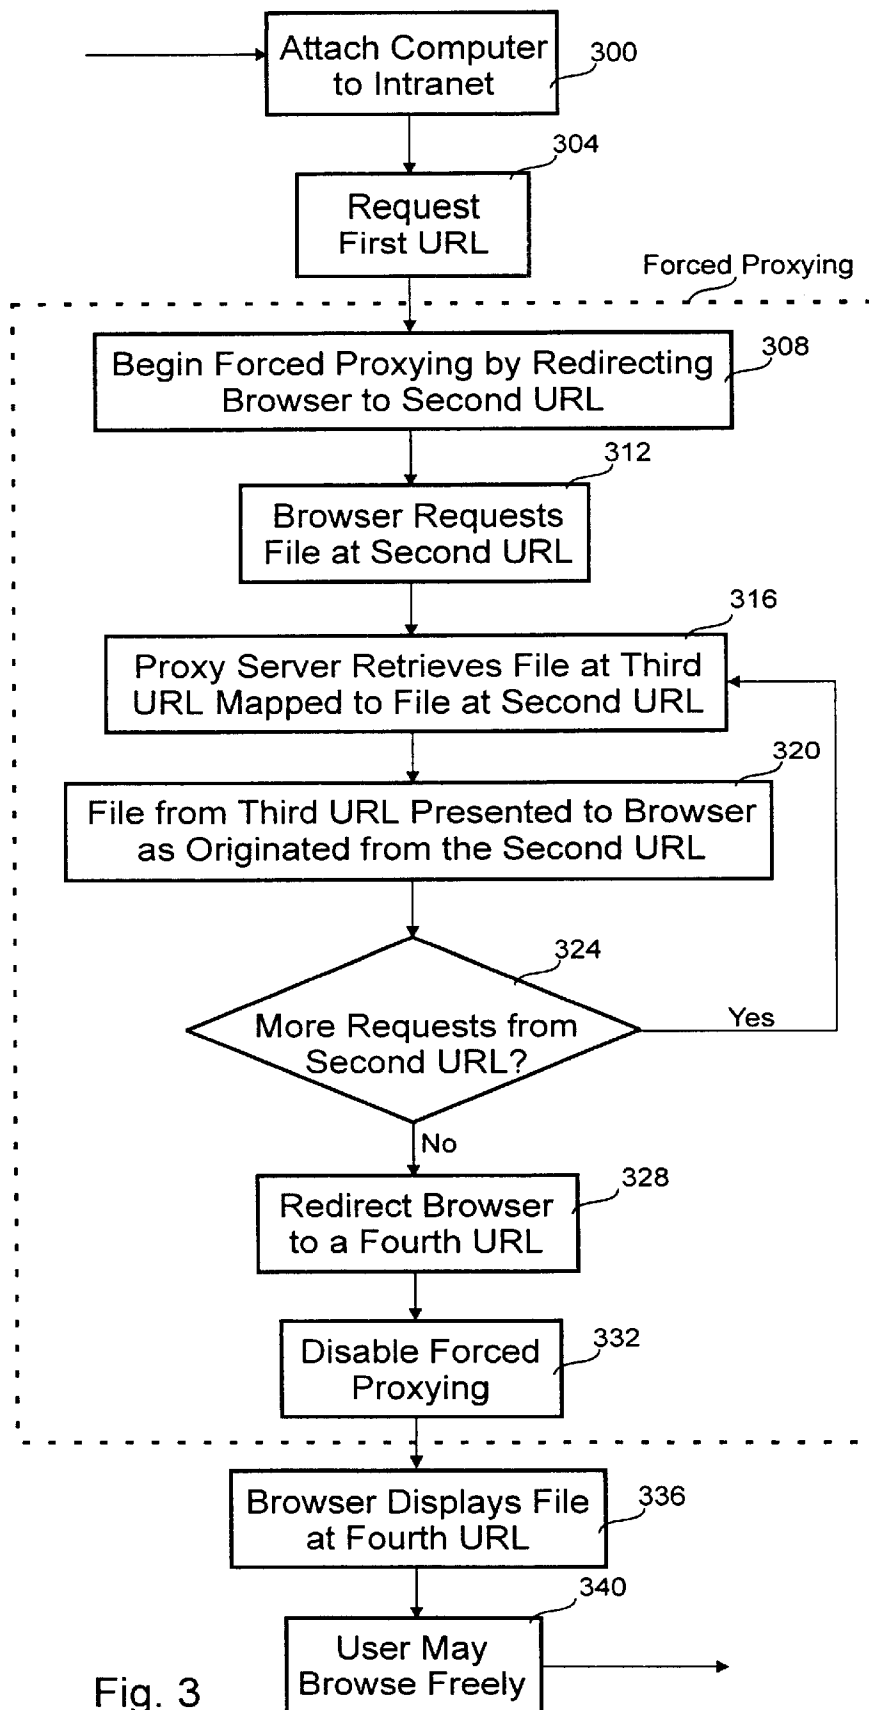 Attach Computer
to Intranet
300
304
Request
First URL
Forced Proxying
Begin Forced Proxying by Redirecting
Browser to Second URL
308
312
Browser Requests
File at Second URL
316
Proxy Server Retrieves File at Third
URL Mapped to File at Second URL
320
File from Third URL Presented to Browser
as Originated from the Second URL
324
More Requests from
Second URL?
Yes
No
328
Redirect Browser
to a Fourth URL
332
Disable Forced
Proxying
Browser Displays File
at Fourth URL
336
340
User May
Browse Freely
Fig. 3